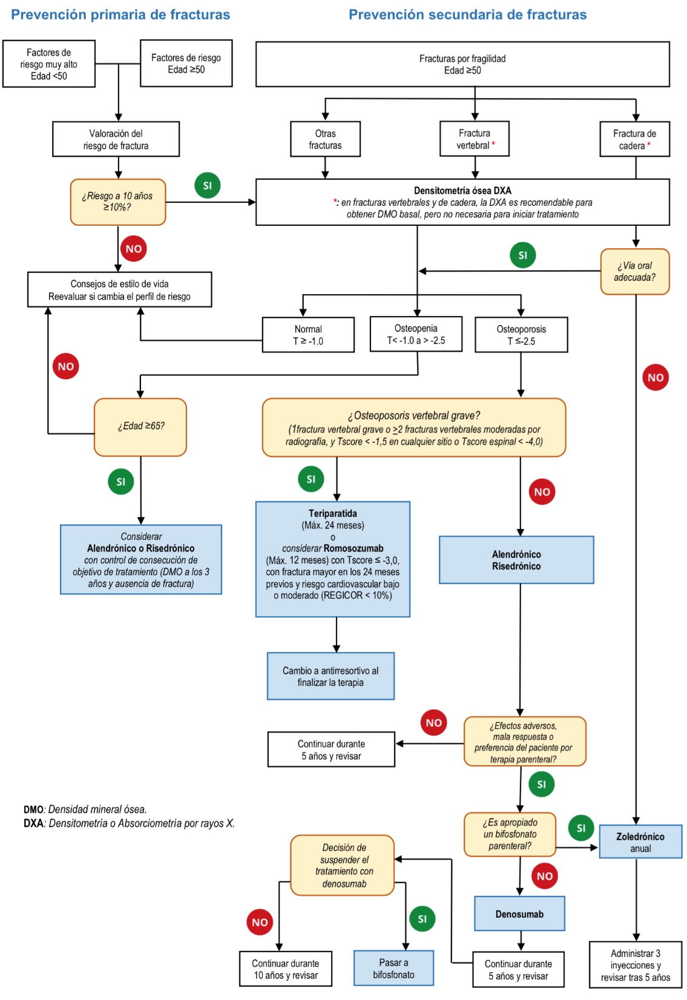 Prevención primaria de fracturas
Prevención secundaria de fracturas
Factores de
riesgo muy alto
Edad <50
Factores de riesgo
Edad ≥50
Fracturas por fragilidad
Edad ≥50
Valoración del
riesgo de fractura
Otras
fracturas
Fractura
vertebral *
Fractura de
cadera *
¿Riesgo a 10 años
≥10%?
SI
Densitometría ósea DXA
*: en fracturas vertebrales y de cadera, la DXA es recomendable para
obtener DMO basal, pero no necesaria para iniciar tratamiento
NO
SI
¿Vía oral
adecuada?
Consejos de estilo de vida
Reevaluar si cambia el perfil de riesgo
Normal
T ≥ -1.0
Osteopenia
T< -1.0 a > -2.5
Osteoporosis
T ≤-2.5
NO
NO
¿Edad ≥65?
¿Osteoposoris vertebral grave?
(1fractura vertebral grave o >2 fracturas vertebrales moderadas por
radiografía, y Tscore < -1,5 en cualquier sitio o Tscore espinal < -4,0)
SI
SI
NO
Considerar
Alendrónico o Risedrónico
con control de consecución de
objetivo de tratamiento (DMO a los 3
años y ausencia de fractura)
Teriparatida
(Máx. 24 meses)
o
considerar Romosozumab
(Máx. 12 meses) con Tscore ≤ -3,0,
con fractura mayor en los 24 meses
previos y riesgo cardiovascular bajo
o moderado (REGICOR < 10%)
Alendrónico
Risedrónico
Cambio a antirresortivo al
finalizar la terapia
NO
¿Efectos adversos,
mala respuesta o
preferencia del paciente por
terapia parenteral?
Continuar durante
5 años y revisar
SI
DMO: Densidad mineral ósea.
DXA: Densitometría o Absorciometría por rayos X.
¿Es apropiado
un bifosfonato
parenteral?
SI
Zoledrónico
anual
Decisión de
suspender el
tratamiento con
denosumab
NO
Denosumab
NO
SI
Continuar durante
10 años y revisar
Pasar a
bifosfonato
Continuar durante
5 años y revisar
Administrar 3
inyecciones y
revisar tras 5 años